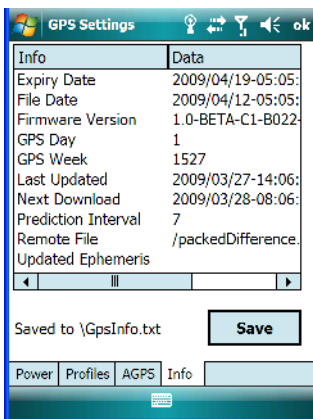 GPS Settings ok
Info Data
Expiry Date 2009/04/19-05:05:
File Date 2009/04/12-05:05:
Firmware Version 1.0-BETA-C1-B022-
GPS Day 1
GPS Week 1527
Last Updated 2009/03/27-14:06:
Next Download 2009/03/28-08:06:
Prediction Interval 7
Remote File /packedDifference.
Updated Ephemeris
Saved to \GpsInfo.txt Save
Power Profiles AGPS Info